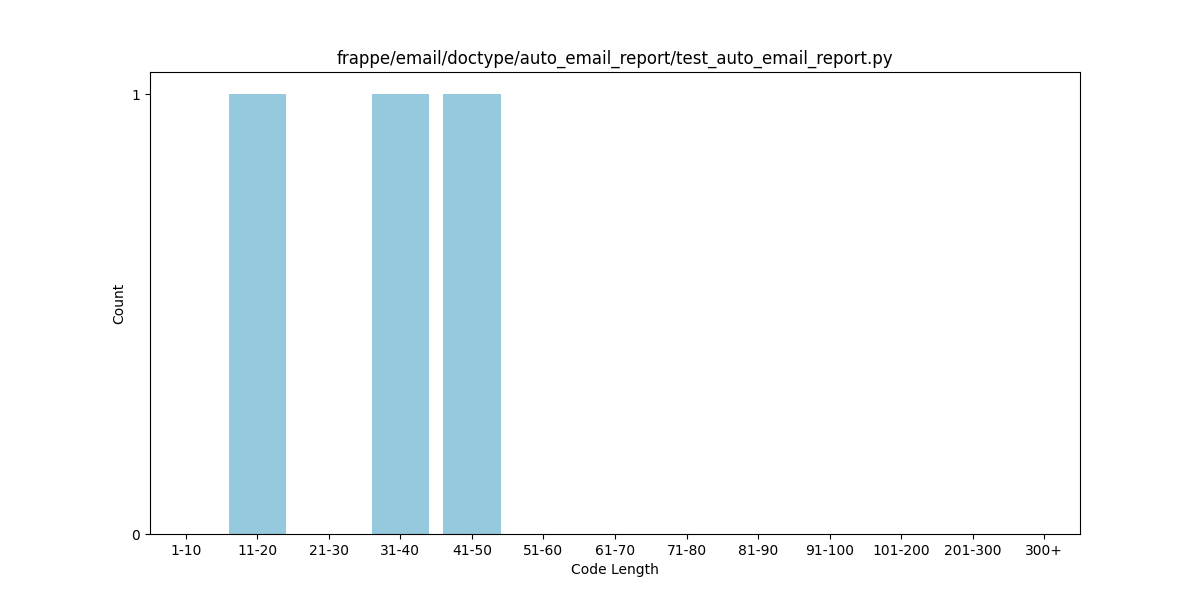 frappe/email/doctype/auto_email_report/test_auto_email_report.py
1
Count
0
1-10 11-20 21-30 31-40 41-50 51-60 61-70 71-80 81-90 91-100 101-200 201-300 300+
Code Length